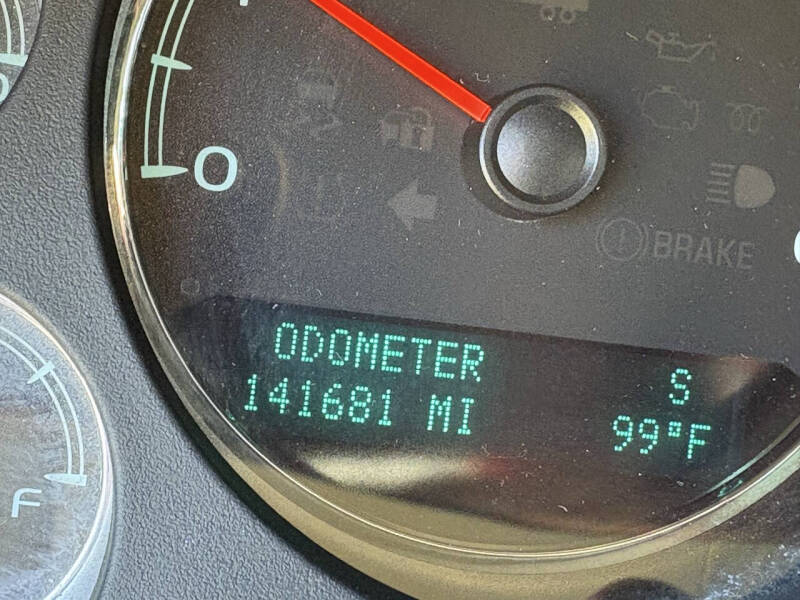 0
BRAKE
ODOMETER
S
141681 MI
99°F
F